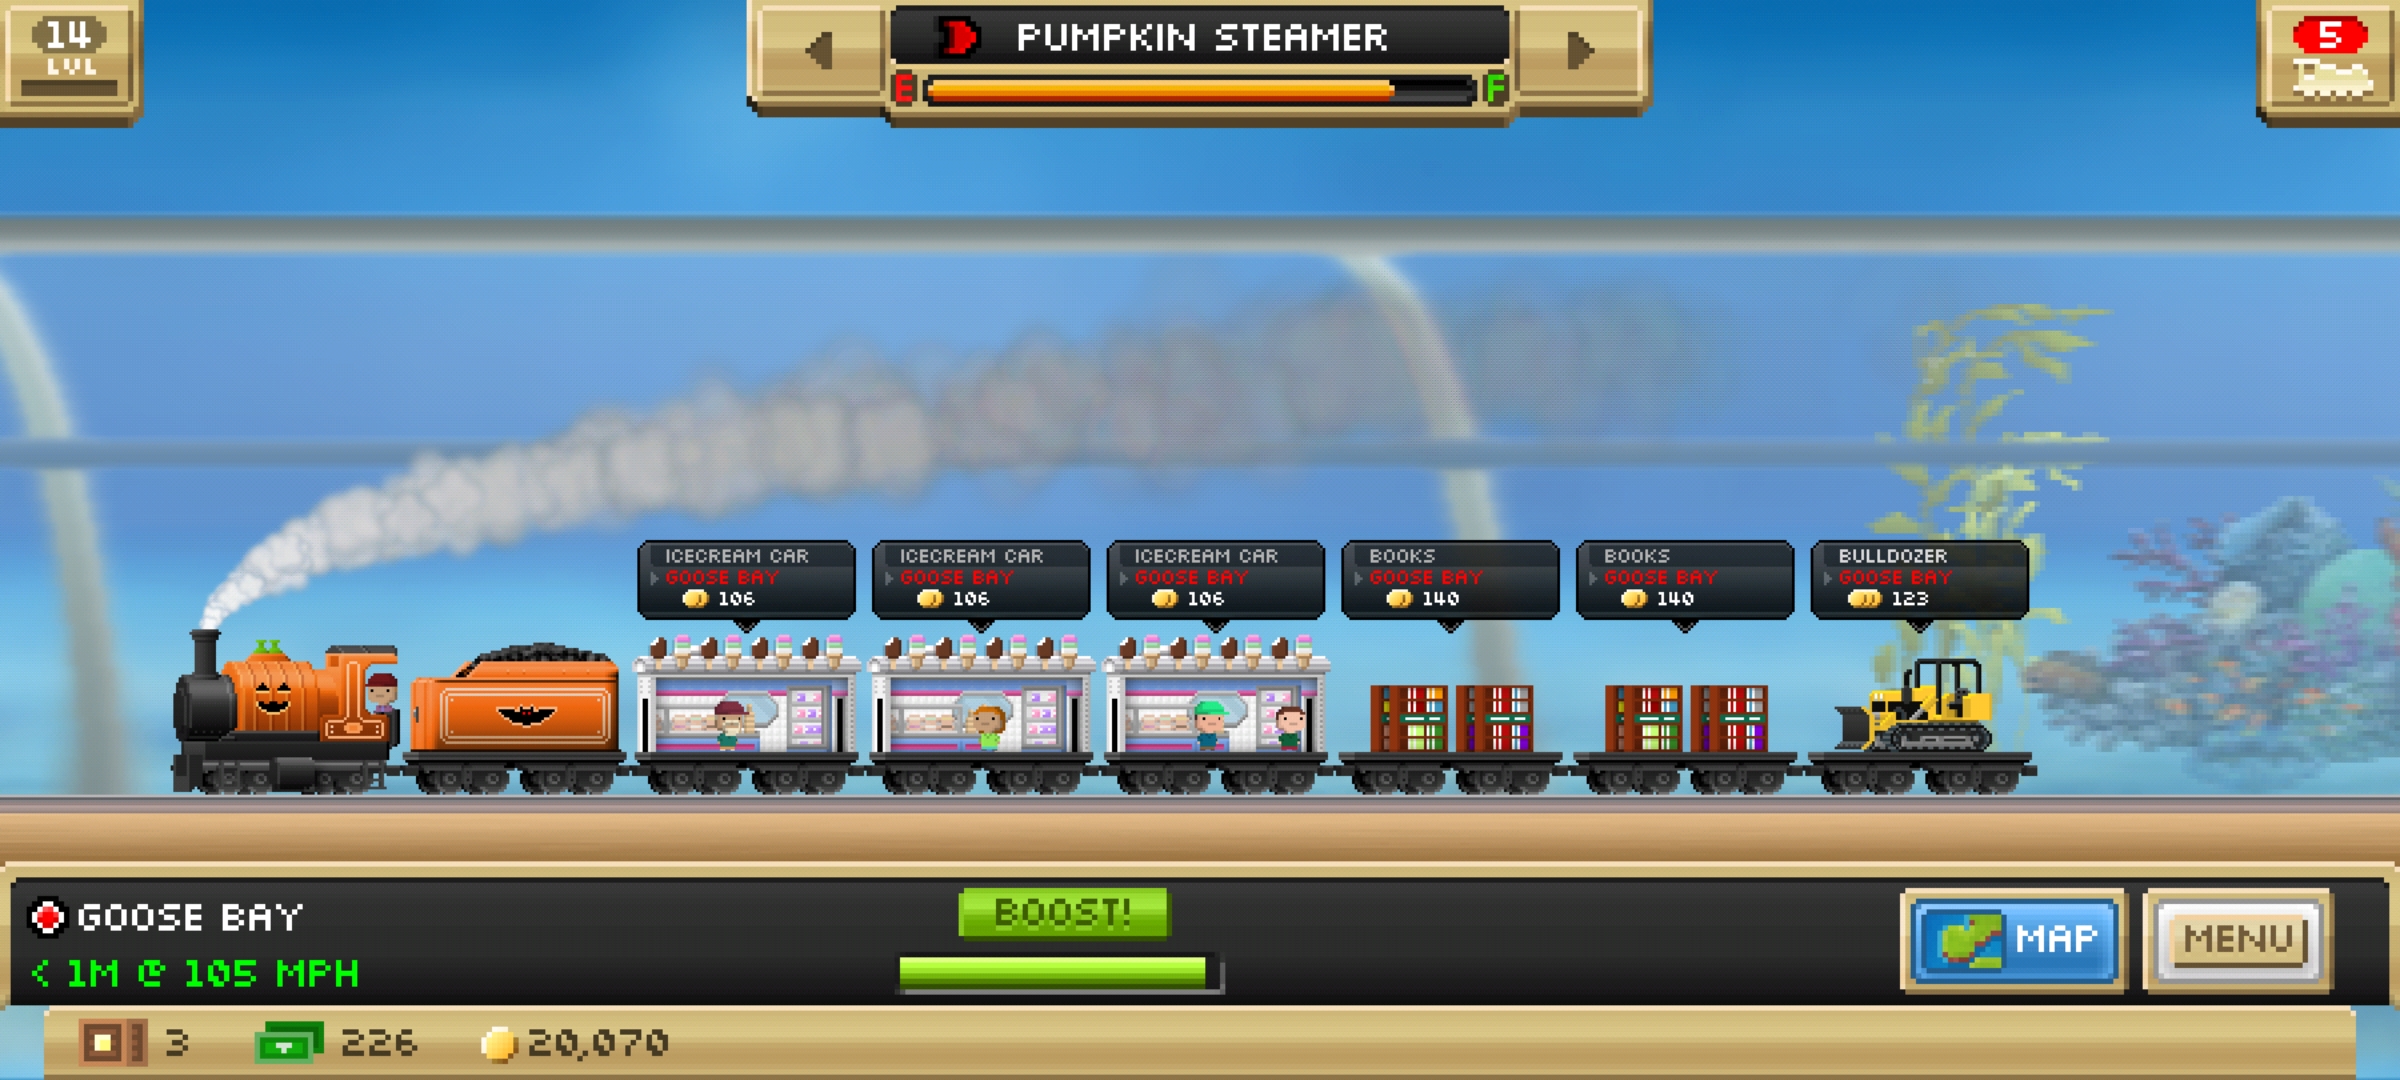 14
LVL
PUMPKIN STEAMER
E
F
5
ICECREAM CAR
GOOSE BAY
106
ICECREAM CAR
GOOSE BAY
106
ICECREAM CAR
GOOSE BAY
106
BOOKS
GOOSE BAY
140
BOOKS
GOOSE BAY
140
BULLDOZER
GOOSE BAY
123
GOOSE BAY
< 1M @ 105 MPH
BOOST!
MAP
MENU
3
226
20,070